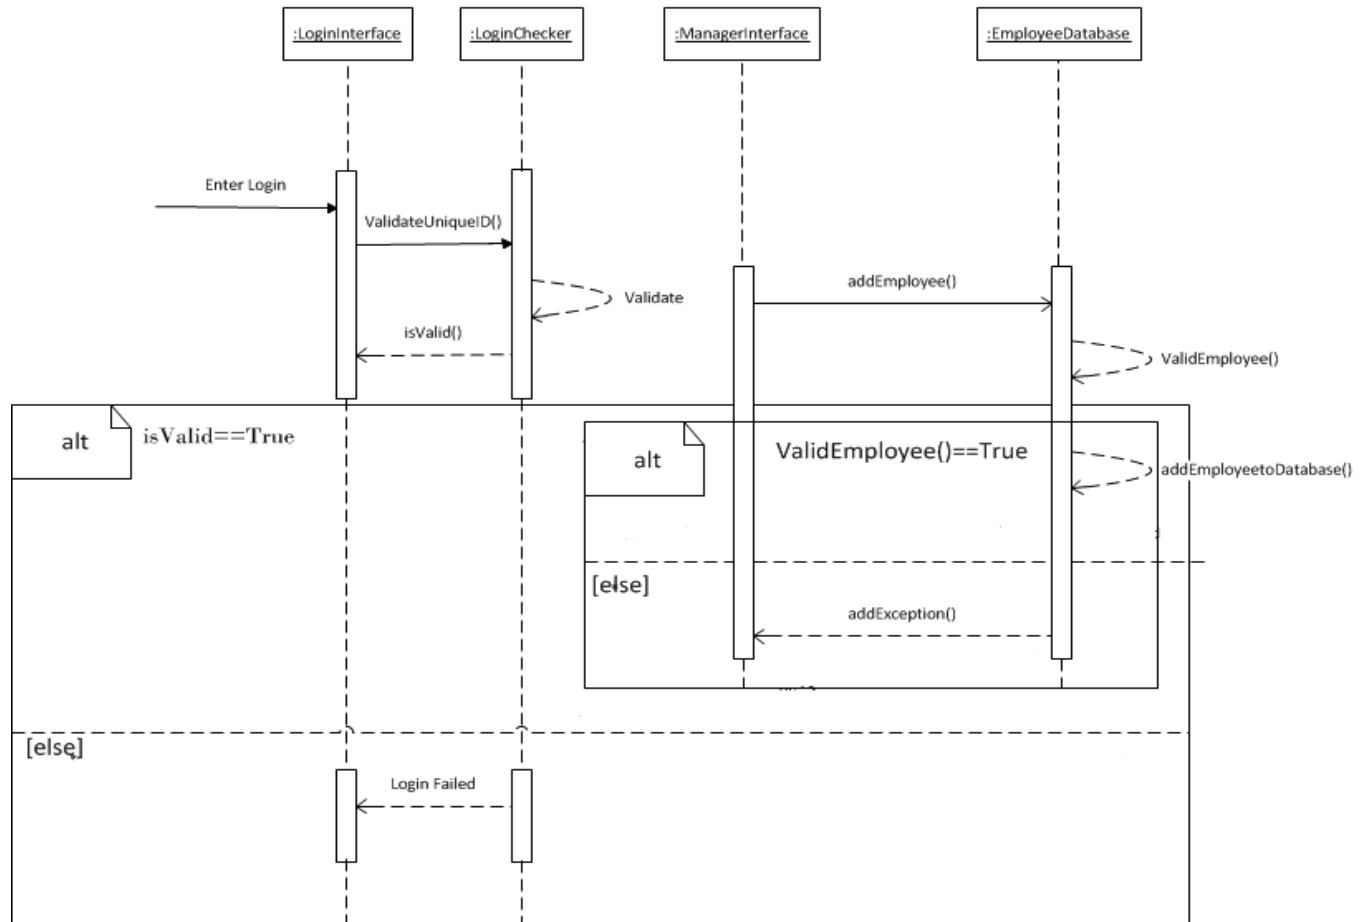 :LoginInterface
:LoginChecker
:ManagerInterface
:EmployeeDatabase
Enter Login
ValidateUniqueID()
addEmployee()
Validate
isValid()
ValidEmployee()
alt
isValid==True
alt
ValidEmployee()==True
addEmployeetoDatabase()
[else]
addException()
[else]
Login Failed